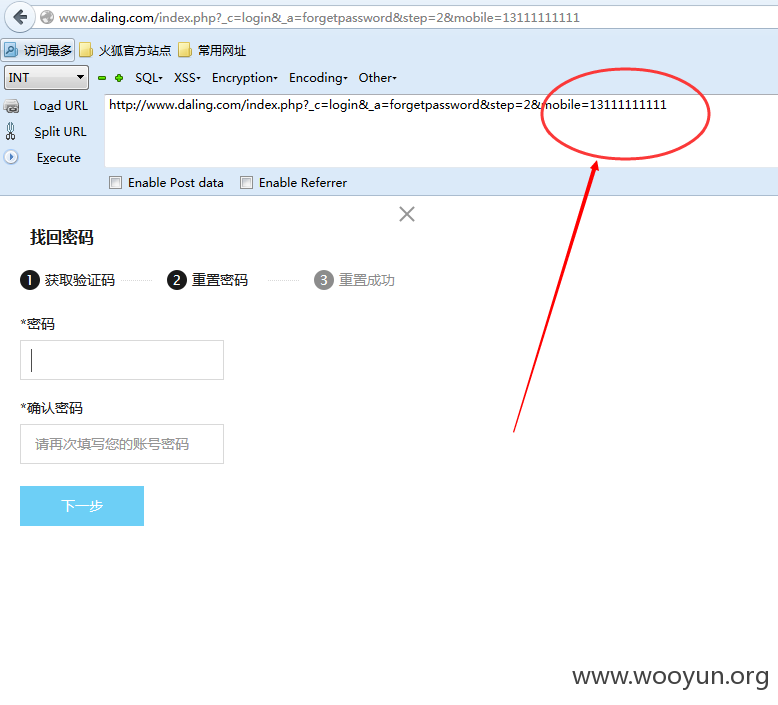 www.daling.com/index.php?_c=login&_a=forgetpassword&step=2&mobile=13111111111
访问最多 火狐官方站点 常用网址
INT SQL XSS Encryption Encoding Other
Load URL http://www.daling.com/index.php?_c=login&_a=forgetpassword&step=2&mobile=13111111111
Split URL
Execute
Enable Post data Enable Referrer
找回密码
1 获取验证码 2 重置密码 3 重置成功
*密码
*确认密码
请再次填写您的账号密码
下一步
www.wooyun.org